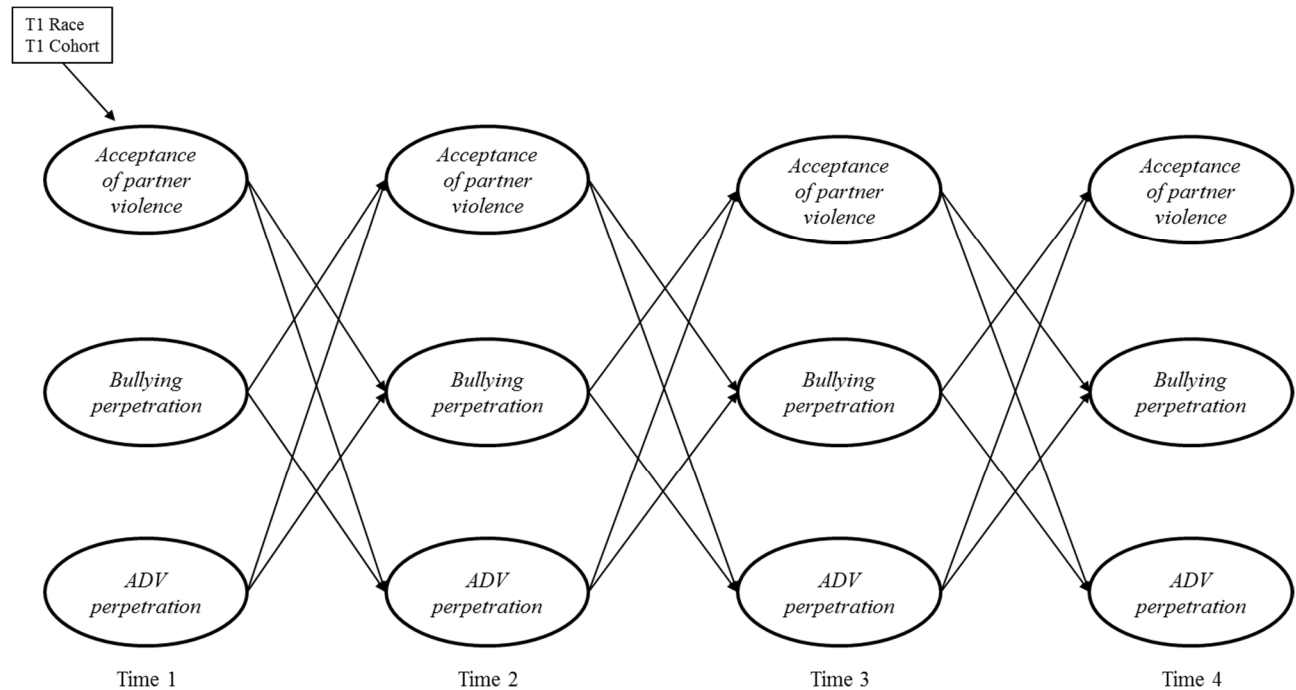 T1 Race
T1 Cohort
Acceptance
of partner
violence
Acceptance
of partner
violence
Acceptance
of partner
violence
Acceptance
of partner
violence
Bullying
perpetration
Bullying
perpetration
Bullying
perpetration
Bullying
perpetration
ADV
perpetration
ADV
perpetration
ADV
perpetration
ADV
perpetration
Time 1
Time 2
Time 3
Time 4